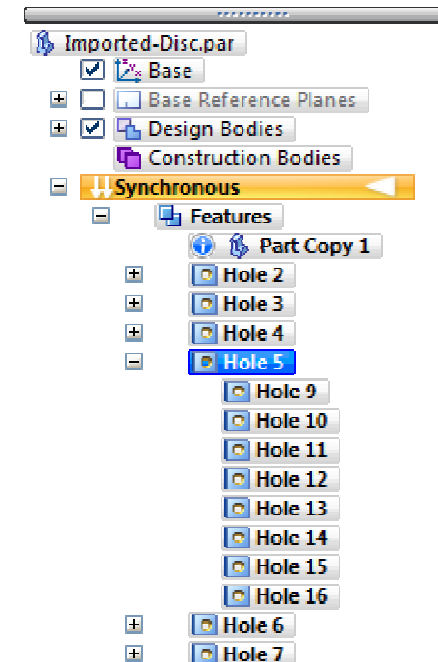 Imported-Disc.par
Base
Base Reference Planes
Design Bodies
Construction Bodies
Synchronous
Features
Part Copy 1
Hole 2
Hole 3
Hole 4
Hole 5
Hole 9
Hole 10
Hole 11
Hole 12
Hole 13
Hole 14
Hole 15
Hole 16
Hole 6
Hole 7